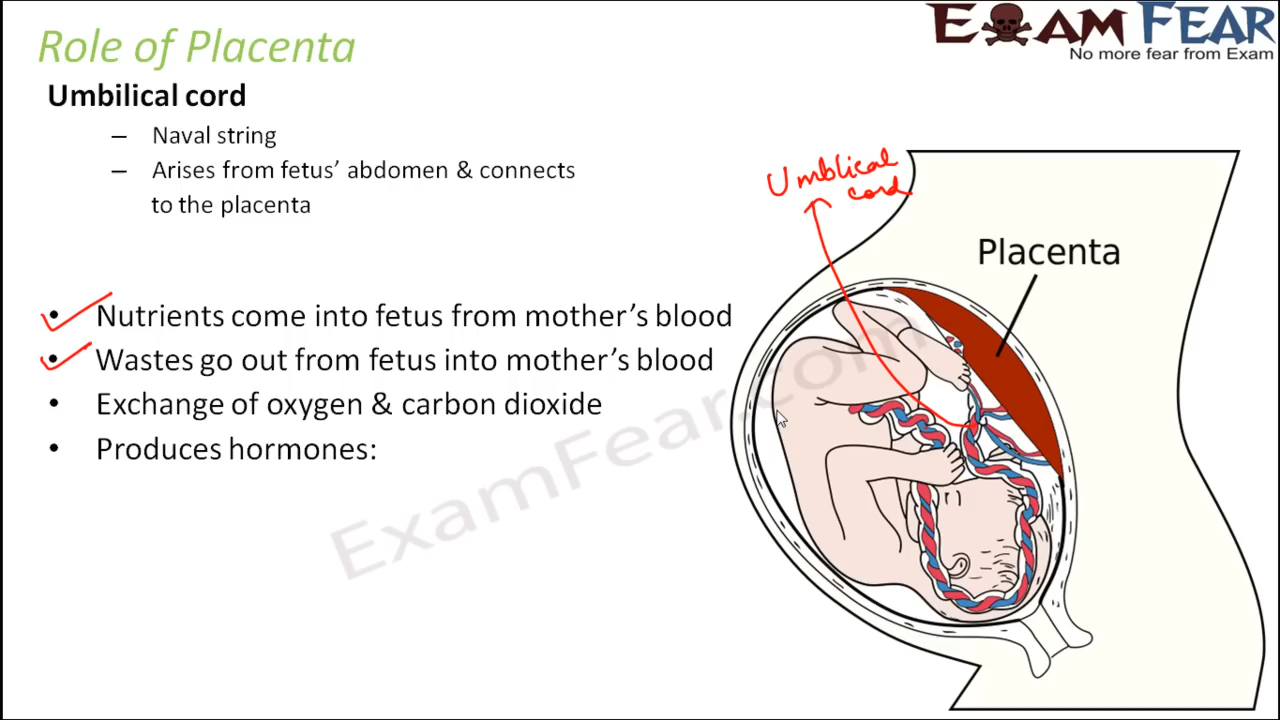 Role of Placenta
EXAM FEAR
No more fear from Exam
Umbilical cord
– Naval string
– Arises from fetus’ abdomen & connects
to the placenta
• Nutrients come into fetus from mother’s blood
• Wastes go out from fetus into mother’s blood
• Exchange of oxygen & carbon dioxide
• Produces hormones:
Umblical
cord
Placenta
ExamFear.com